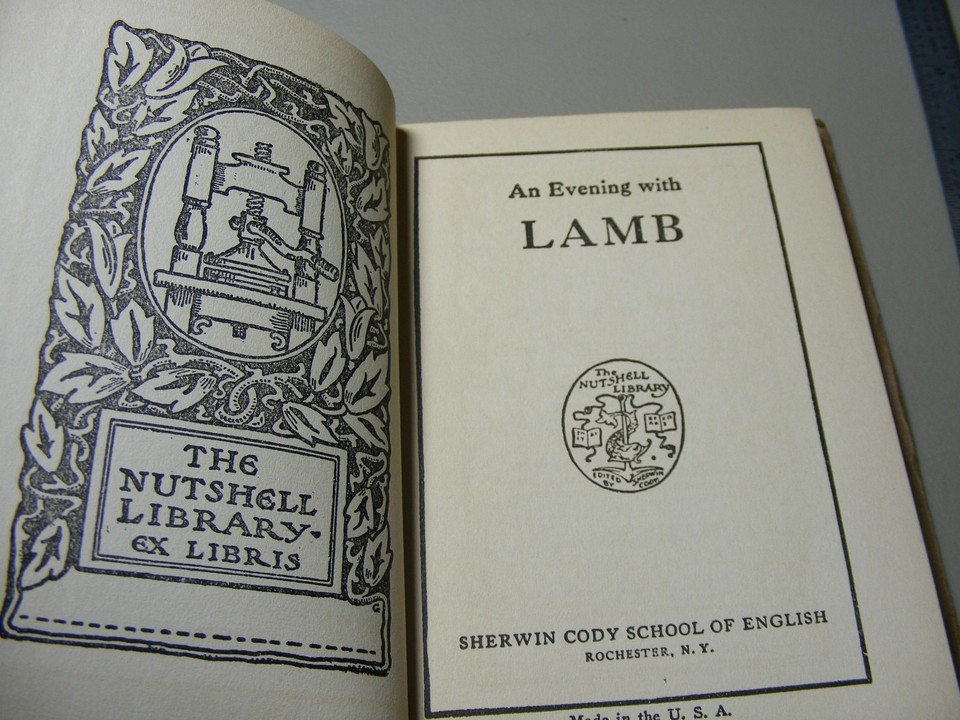 THE
NUTSHELL
LIBRARY
EX LIBRIS
G
An Evening with
LAMB
The
NUTSHELL
LIBRARY
EDITED
BY
SHERWIN
CODY
SHERWIN CODY SCHOOL OF ENGLISH
ROCHESTER, N. Y.
Made in the U. S. A.